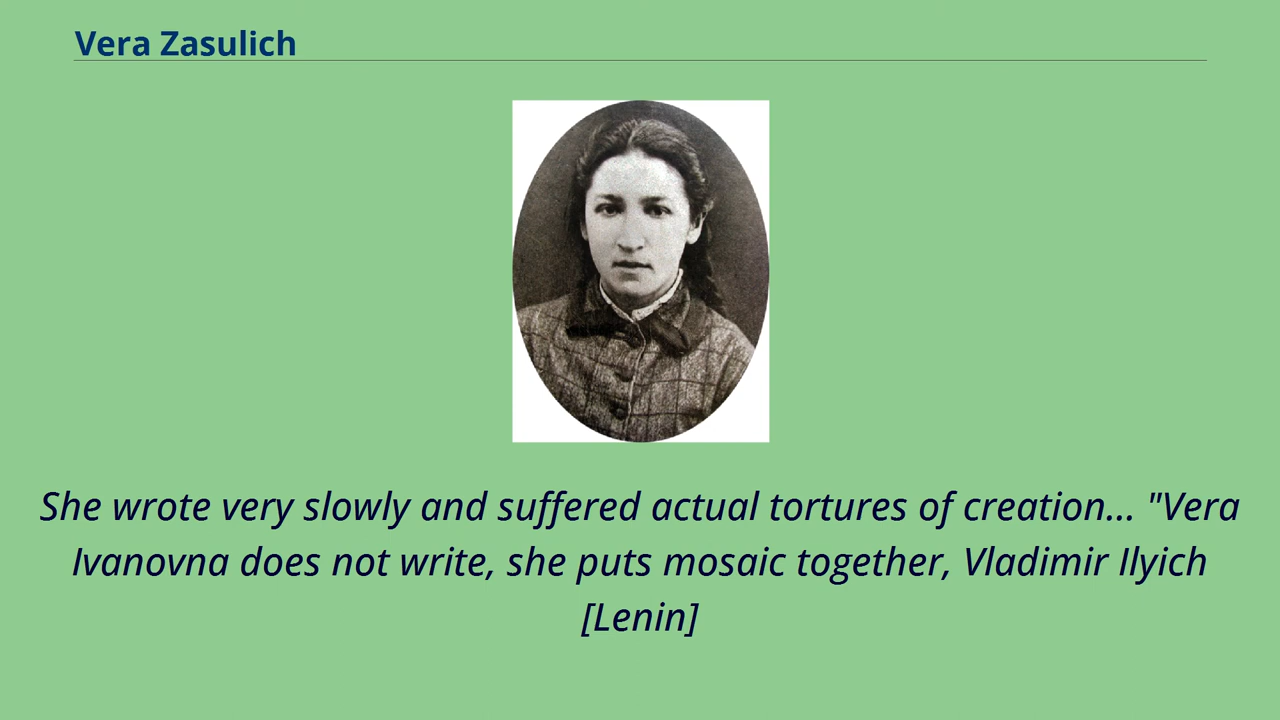 Vera Zasulich
She wrote very slowly and suffered actual tortures of creation... "Vera
Ivanovna does not write, she puts mosaic together, Vladimir Ilyich
[Lenin]